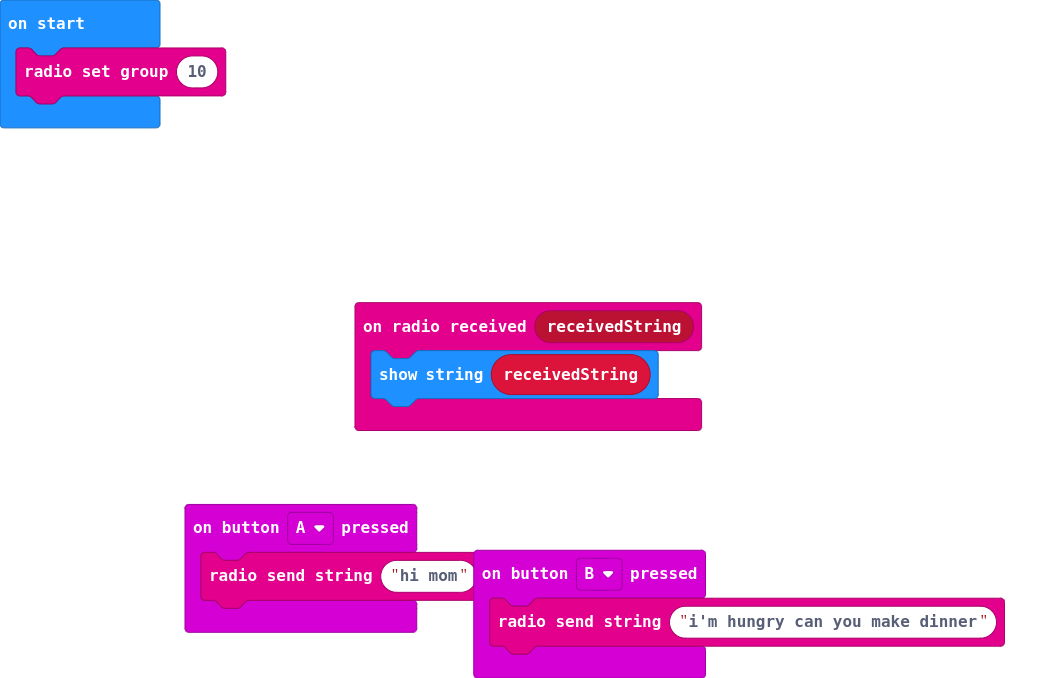 on start
radio set group 10
on radio received receivedString
show string receivedString
on button A pressed
radio send string "hi mom"
on button B pressed
radio send string "i'm hungry can you make dinner"